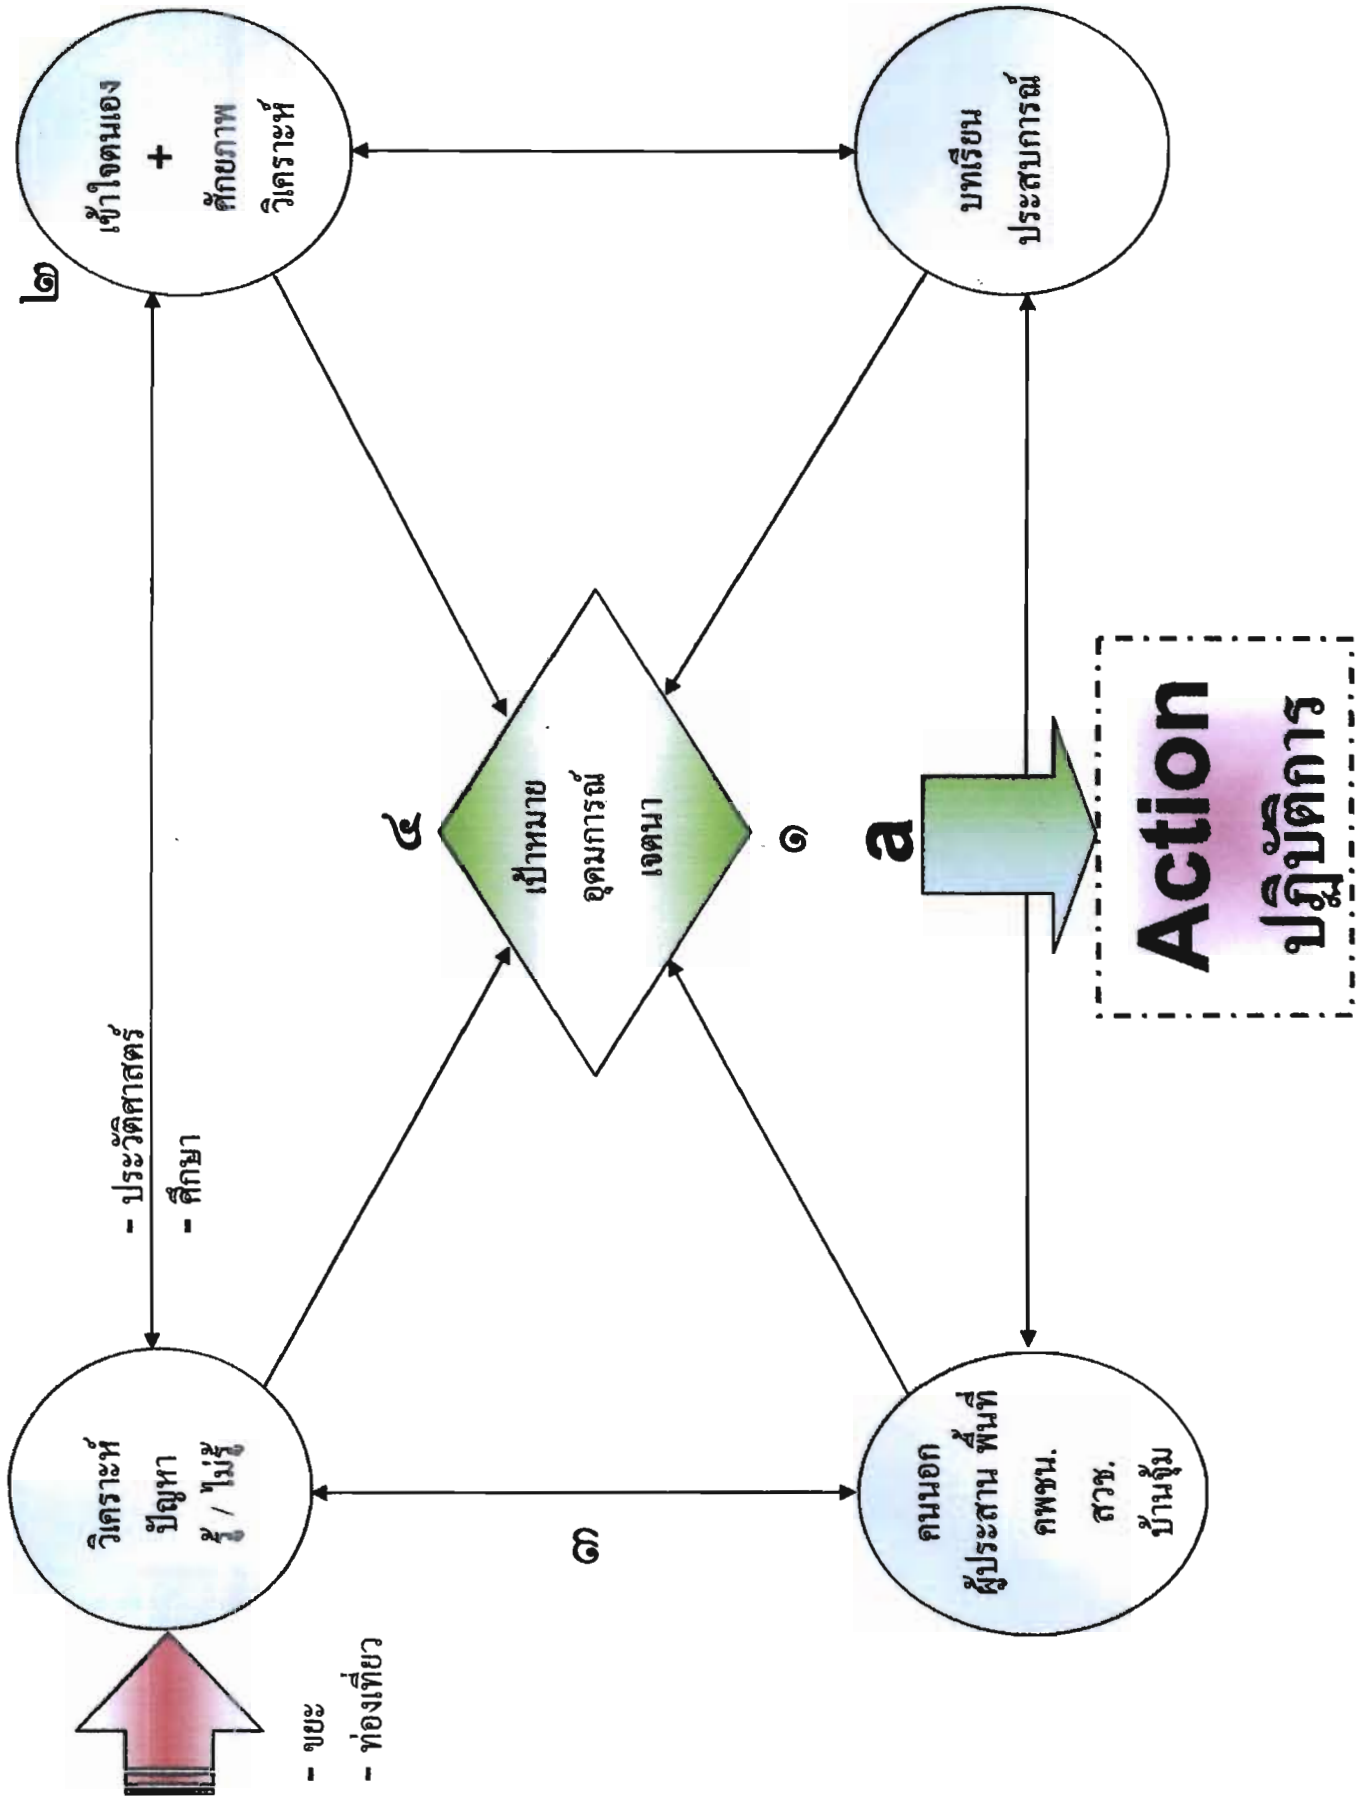 - ขยะ
- ท่องเที่ยว
วิเคราะห์
ปัญหา
รู้ / ไม่รู้
- ประวัติศาสตร์
- ศึกษา
๒
เข้าใจตนเอง
+
ศักยภาพ
วิเคราะห์
๓
๔
เป้าหมาย
อุดมการณ์
เจตนา
๑
คนนอก
ผู้ประสาน พื้นที่
คพชน.
สวช.
บ้านจุ้ม
บทเรียน
ประสบการณ์
a
Action
ปฏิบัติการ